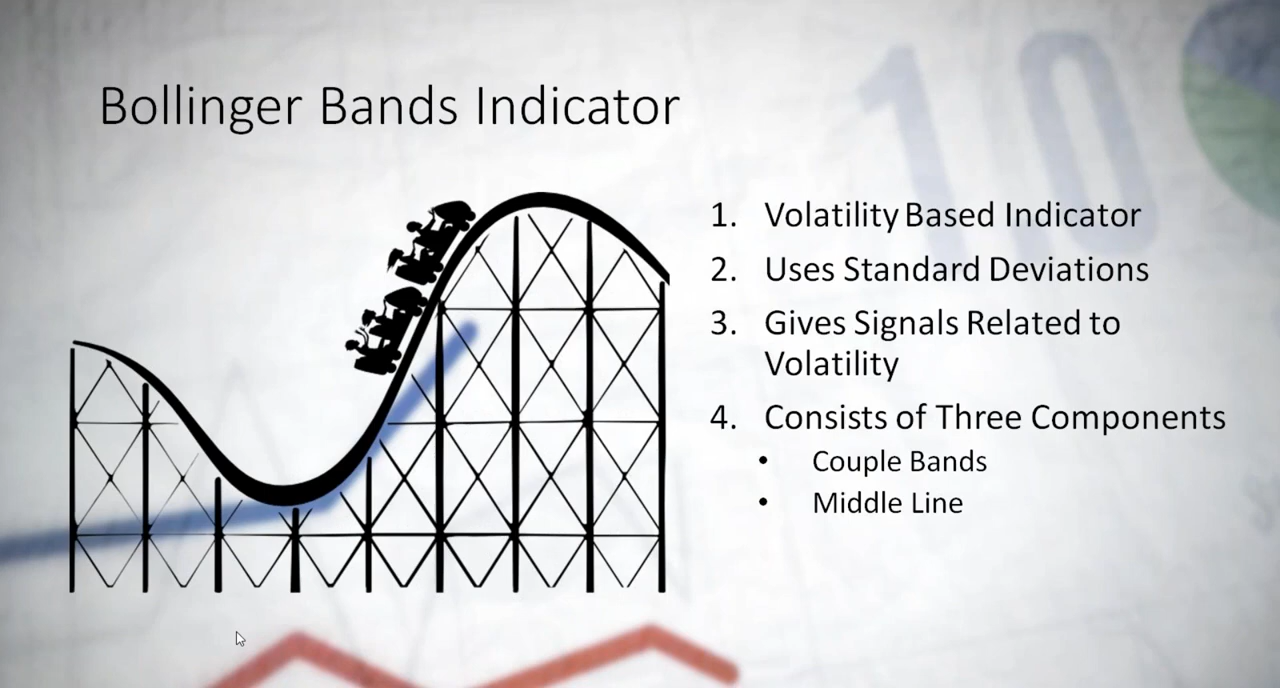 Bollinger Bands Indicator
10
1. Volatility Based Indicator
2. Uses Standard Deviations
3. Gives Signals Related to
Volatility
4. Consists of Three Components
• Couple Bands
• Middle Line